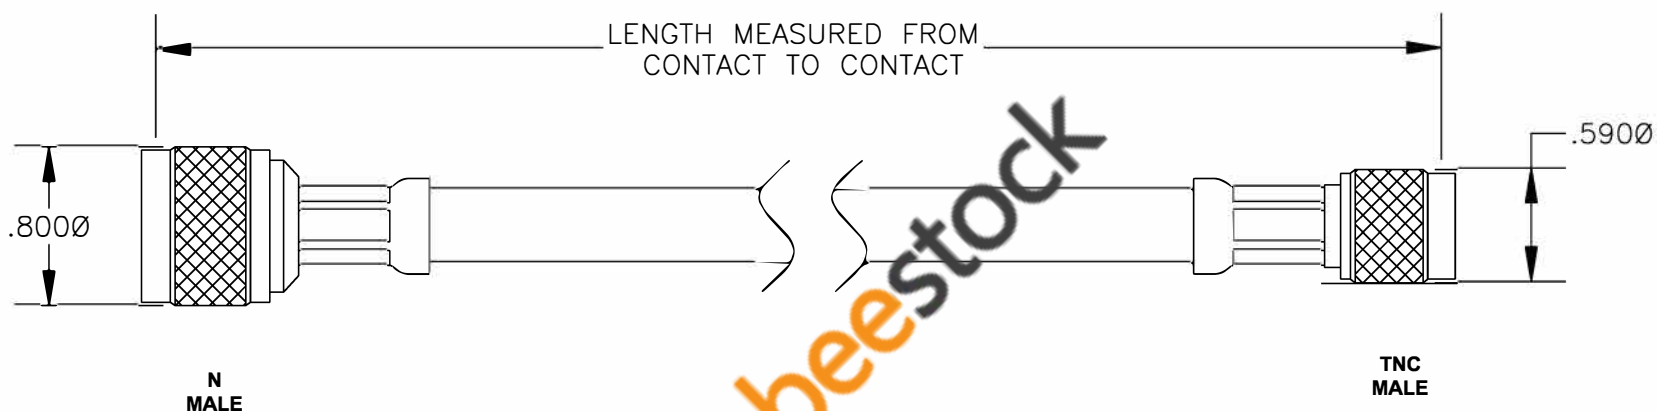 LENGTH MEASURED FROM
CONTACT TO CONTACT
.590Ø
.800Ø
beestock
N
MALE
TNC
MALE